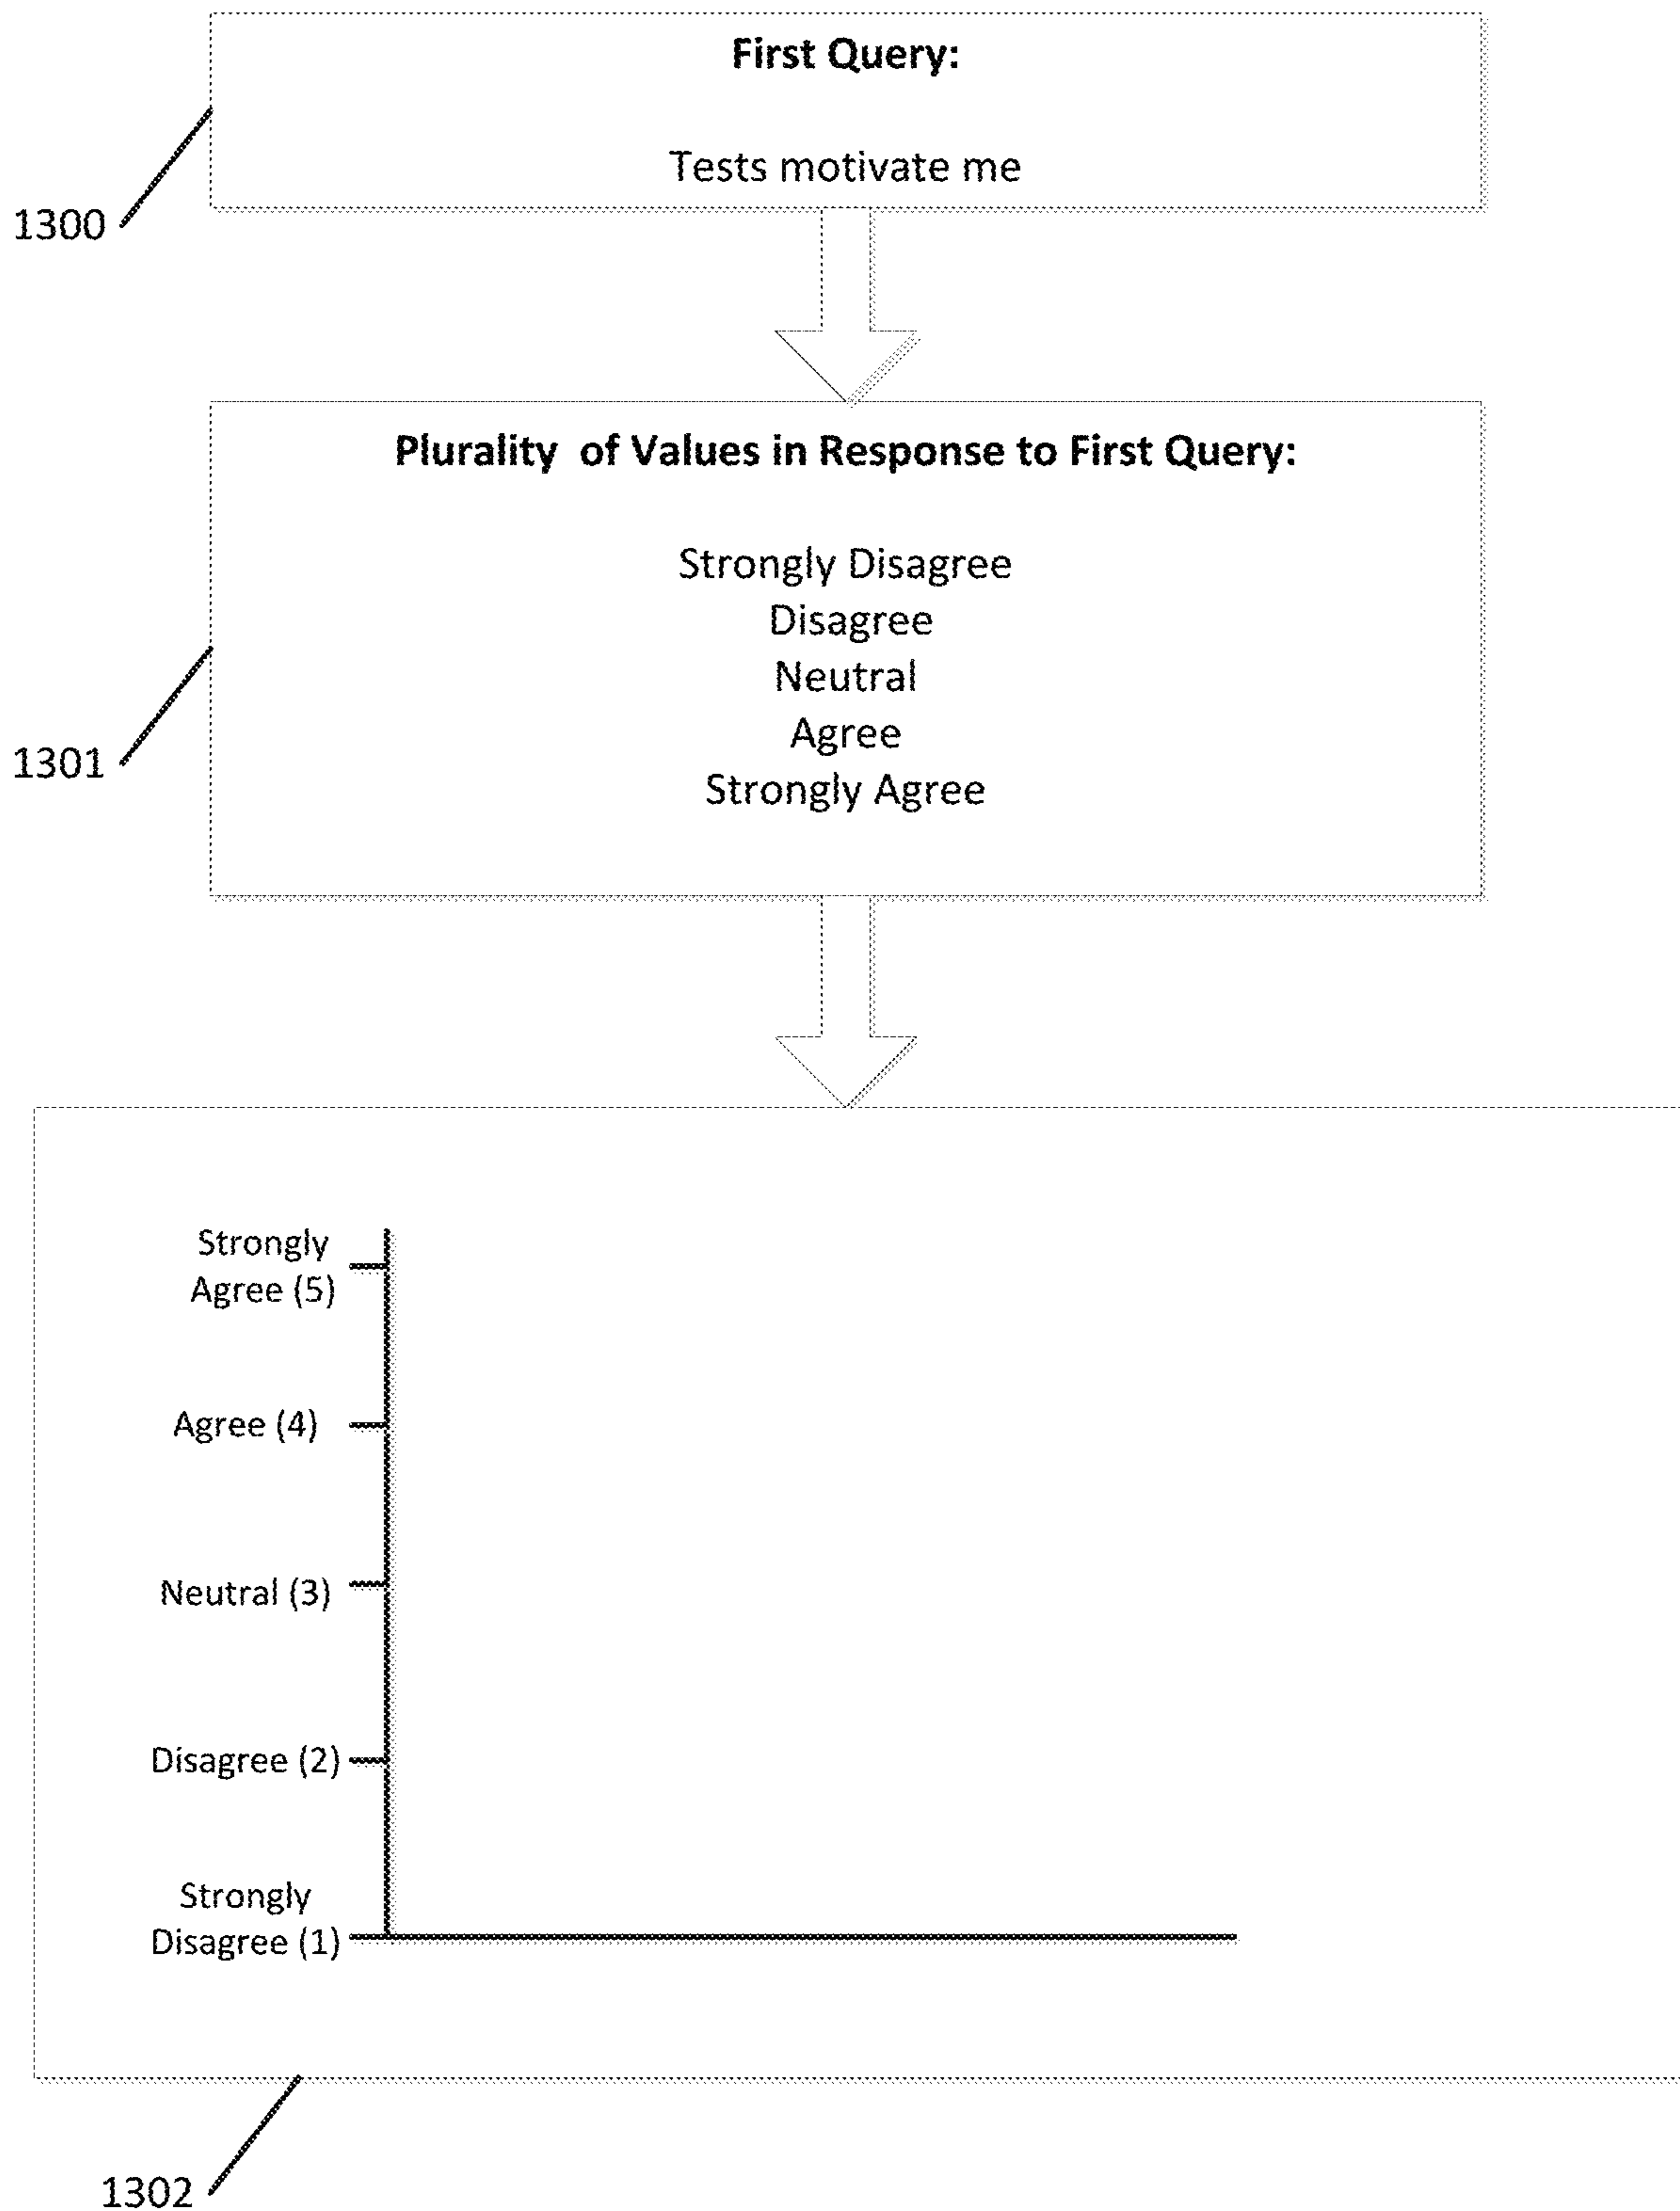 First Query:
Tests motivate me
1300
Plurality of Values in Response to First Query:
Strongly Disagree
Disagree
Neutral
Agree
Strongly Agree
1301
Strongly
Agree (5)
Agree (4)
Neutral (3)
Disagree (2)
Strongly
Disagree (1)
1302